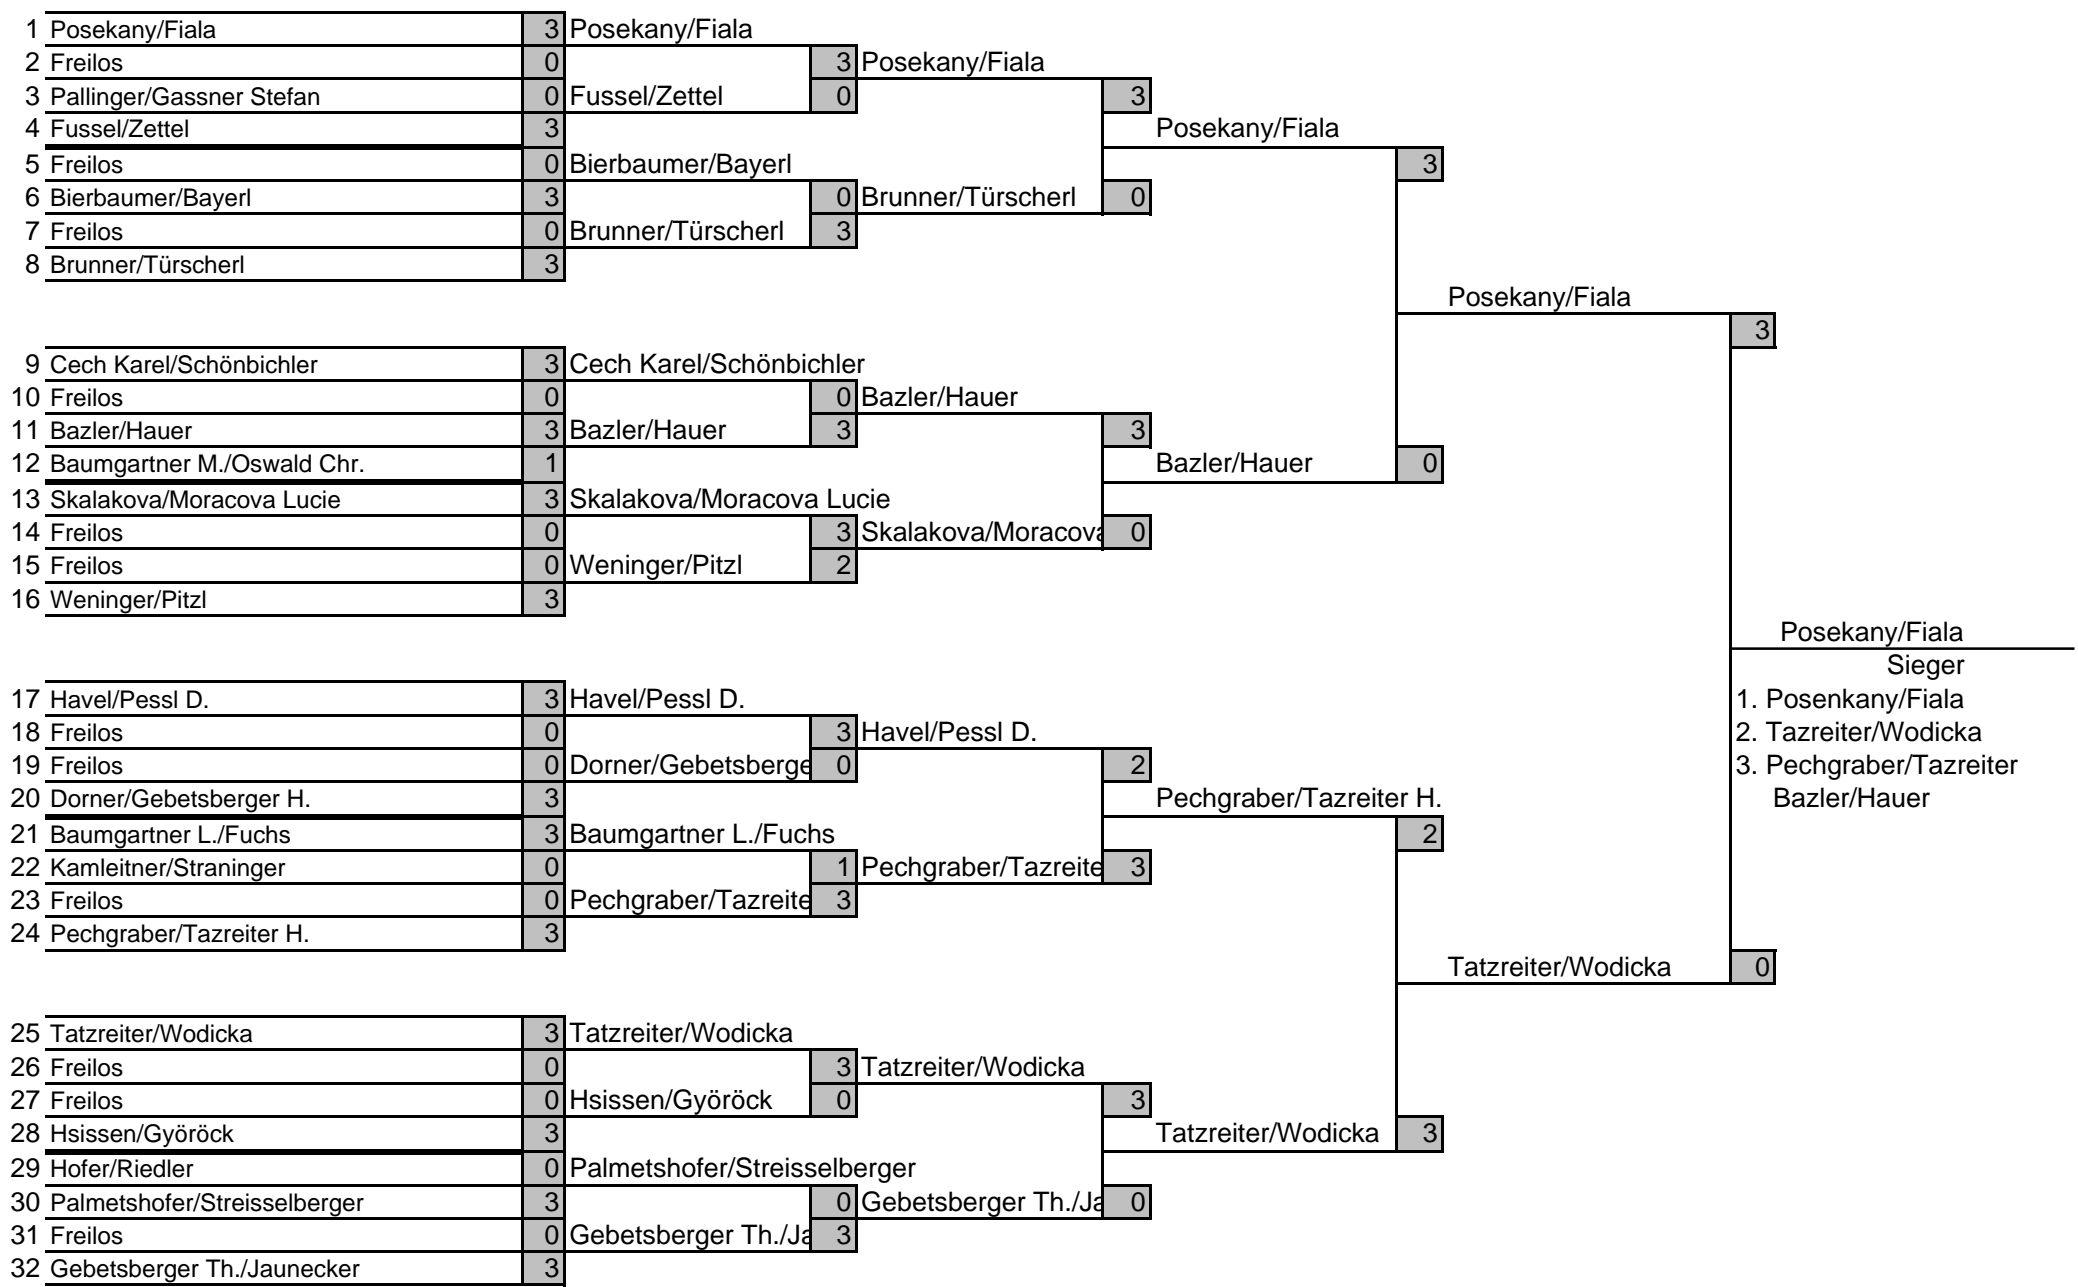 1 Posekany/Fiala 3 Posekany/Fiala
2 Freilos 0 3 Posekany/Fiala
3 Pallinger/Gassner Stefan 0 Fussel/Zettel 0 3
4 Fussel/Zettel 3 Posekany/Fiala
5 Freilos 0 Bierbaumer/Bayerl 3
6 Bierbaumer/Bayerl 3 0 Brunner/Türscherl 0
7 Freilos 0 Brunner/Türscherl 3
8 Brunner/Türscherl 3
Posekany/Fiala
3
9 Cech Karel/Schönbichler 3 Cech Karel/Schönbichler
10 Freilos 0 0 Bazler/Hauer
11 Bazler/Hauer 3 Bazler/Hauer 3 3
12 Baumgartner M./Oswald Chr. 1 Bazler/Hauer 0
13 Skalakova/Moracova Lucie 3 Skalakova/Moracova Lucie
14 Freilos 0 3 Skalakova/Moracova 0
15 Freilos 0 Weninger/Pitzl 2
16 Weninger/Pitzl 3
Posekany/Fiala
Sieger
17 Havel/Pessl D. 3 Havel/Pessl D. 1. Posenkany/Fiala
18 Freilos 0 3 Havel/Pessl D. 2. Tazreiter/Wodicka
19 Freilos 0 Dorner/Gebetsberge 0 2 3. Pechgraber/Tazreiter
20 Dorner/Gebetsberger H. 3 Pechgraber/Tazreiter H. Bazler/Hauer
21 Baumgartner L./Fuchs 3 Baumgartner L./Fuchs 2
22 Kamleitner/Straninger 0 1 Pechgraber/Tazreite 3
23 Freilos 0 Pechgraber/Tazreite 3
24 Pechgraber/Tazreiter H. 3
Tatzreiter/Wodicka 0
25 Tatzreiter/Wodicka 3 Tatzreiter/Wodicka
26 Freilos 0 3 Tatzreiter/Wodicka
27 Freilos 0 Hsissen/Györöck 0 3
28 Hsissen/Györöck 3 Tatzreiter/Wodicka 3
29 Hofer/Riedler 0 Palmetshofer/Streisselberger
30 Palmetshofer/Streisselberger 3 0 Gebetsberger Th./Ja 0
31 Freilos 0 Gebetsberger Th./Ja 3
32 Gebetsberger Th./Jaunecker 3